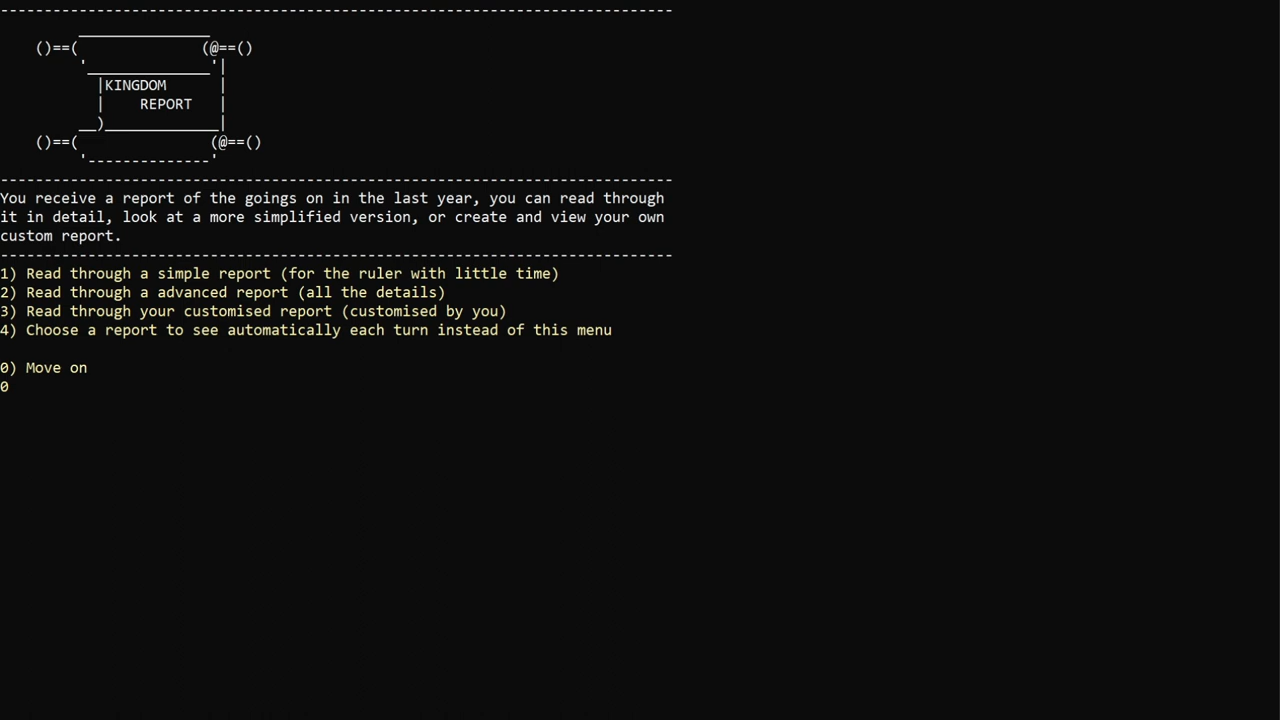 KINGDOM
REPORT
You receive a report of the goings on in the last year, you can read through
it in detail, look at a more simplified version, or create and view your own
custom report.
1) Read through a simple report (for the ruler with little time)
2) Read through a advanced report (all the details)
3) Read through your customised report (customised by you)
4) Choose a report to see automatically each turn instead of this menu
0) Move on
0